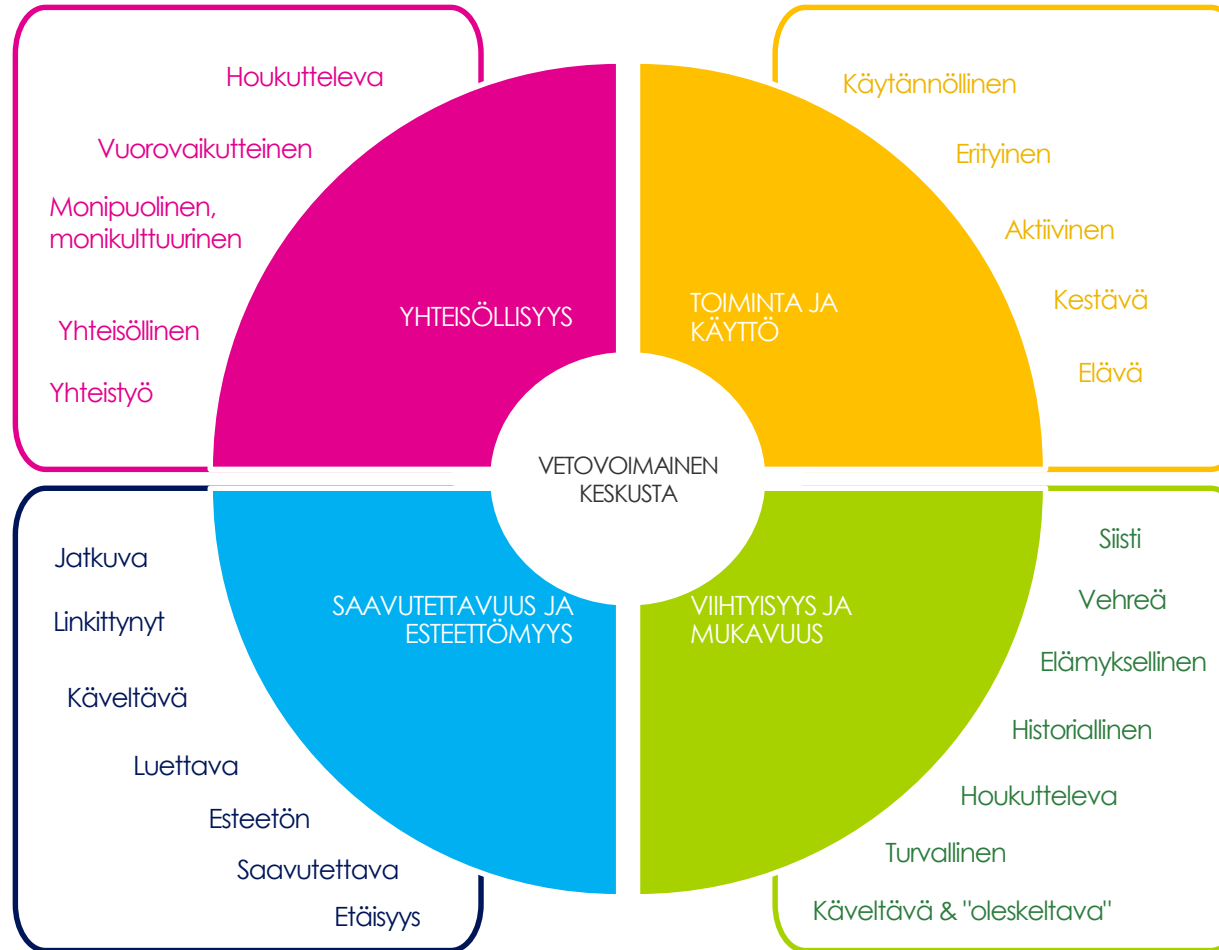 Houkutteleva
Vuorovaikutteinen
Monipuolinen,
monikulttuurinen
Yhteisöllinen
Yhteistyö
YHTEISÖLLISYYS
Käytännöllinen
Erityinen
Aktiivinen
Kestävä
Elävä
TOIMINTA JA
KÄYTTÖ
VETOVOIMAINEN
KESKUSTA
Jatkuva
Linkittynyt
Käveltävä
Luettava
Esteetön
Saavutettava
Etäisyys
SAAVUTETTAVUUS JA
ESTEETTÖMYYS
VIIHTYISYYS JA
MUKAVUUS
Siisti
Vehreä
Elämyksellinen
Historiallinen
Houkutteleva
Turvallinen
Käveltävä & "oleskeltava"